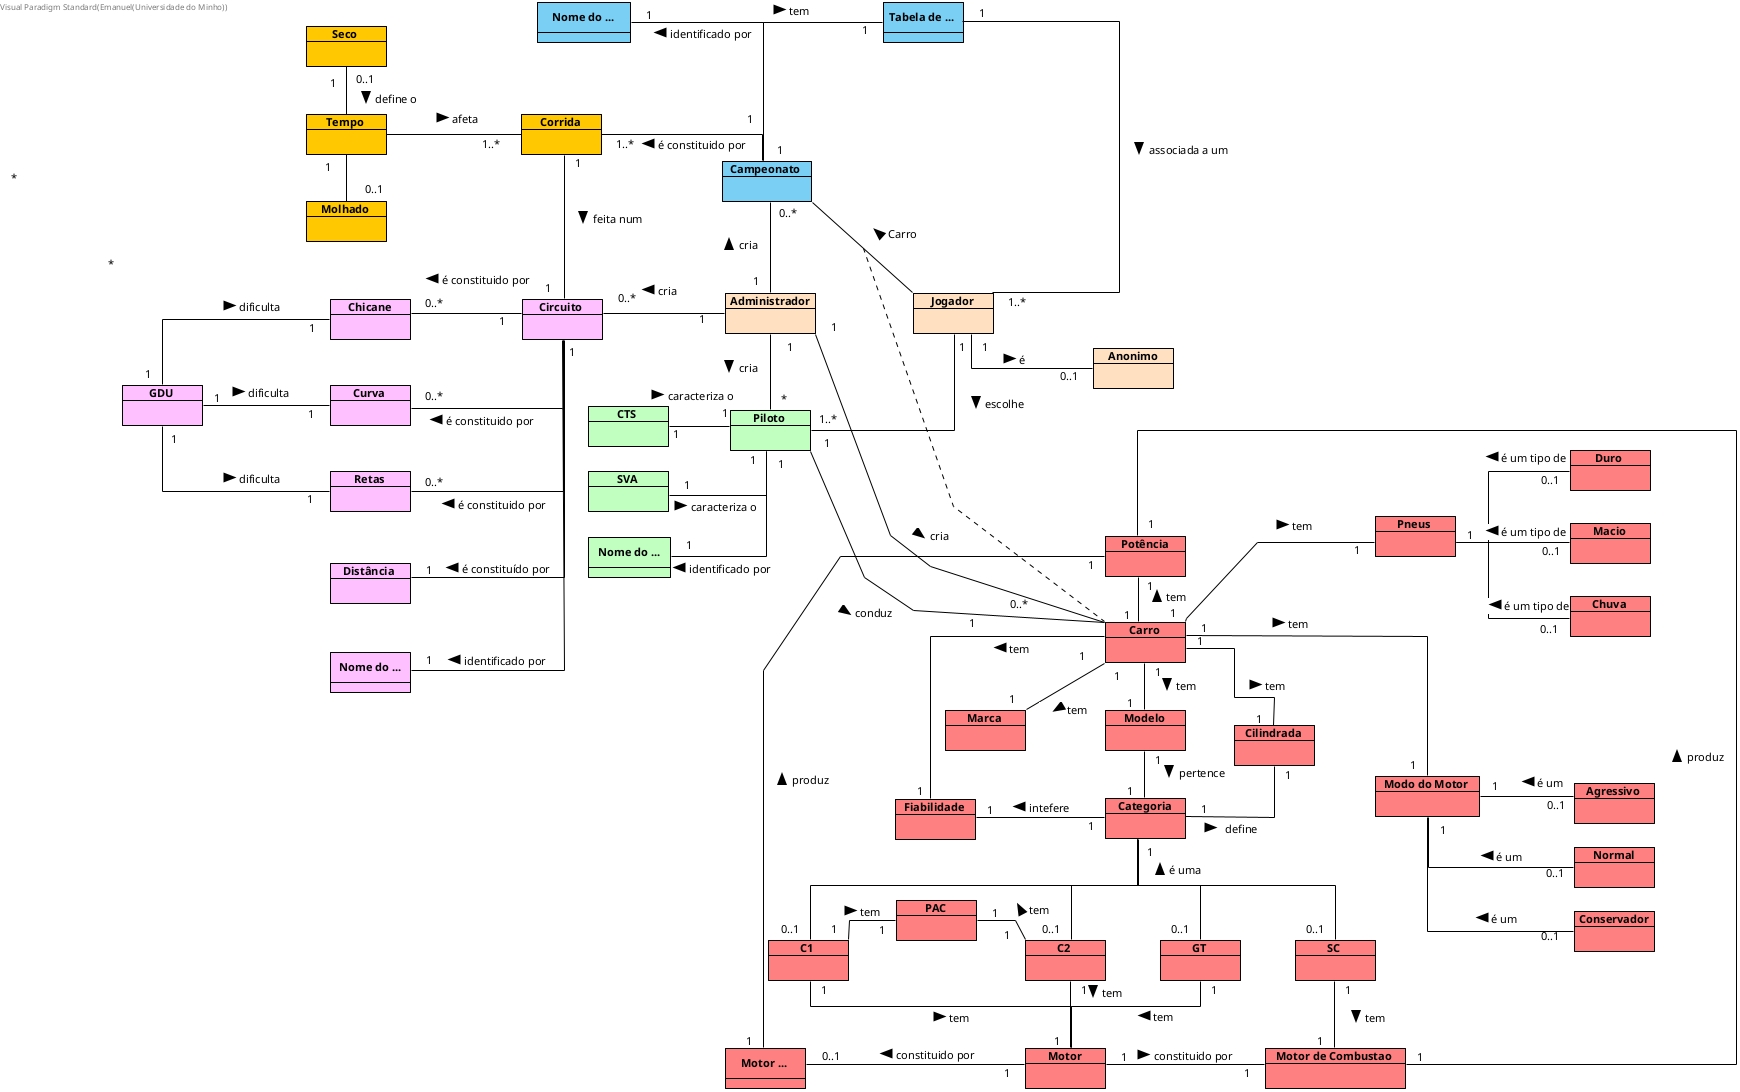 Visual Paradigm Standard(Emanuel(Universidade do Minho))
Nome do ...
1
tem
identificado por
1
Tabela de ...
1
Seco
1
0..1
define o
Tempo
afeta
1..*
Corrida
1..*
é constituido por
1
1
associada a um
1
0..1
Molhado
1
feita num
Campeonato
0..*
Carro
cria
*
*
é constituido por
1
0..*
cria
1
dificulta
1
Chicane
0..*
1
Circuito
1
Administrador
1
Jogador
1..*
1
1
1
1
é
0..1
Anonimo
1
GDU
1
dificulta
1
Curva
0..*
é constituido por
cria
caracteriza o
*
escolhe
CTS
1
1
Piloto
1..*
1
1
1
1
dificulta
1
Retas
0..*
é constituido por
SVA
1
caracteriza o
Nome do ...
1
identificado por
Distância
1
é constituído por
Nome do ...
1
identificado por
é um tipo de
Duro
0..1
cria
1
Potência
1
tem
1
Pneus
1
é um tipo de
Macio
0..1
1
tem
conduz
0..*
1
1
é um tipo de
Chuva
0..1
1
Carro
1
1
tem
tem
1
1
1
tem
tem
1
tem
1
Marca
Modelo
1
Cilindrada
1
1
pertence
1
produz
produz
1
Fiabilidade
1
intefere
1
1
Categoria
1
define
1
Modo do Motor
1
é um
0..1
Agressivo
1
é um
0..1
Normal
1
é uma
é um
0..1
Conservador
PAC
tem
1
1
tem
0..1
1
1
0..1
0..1
0..1
C1
C2
GT
SC
1
1
tem
1
1
tem
tem
tem
1
1
1
Motor ...
0..1
constituido por
1
Motor
1
constituido por
1
Motor de Combustao
1